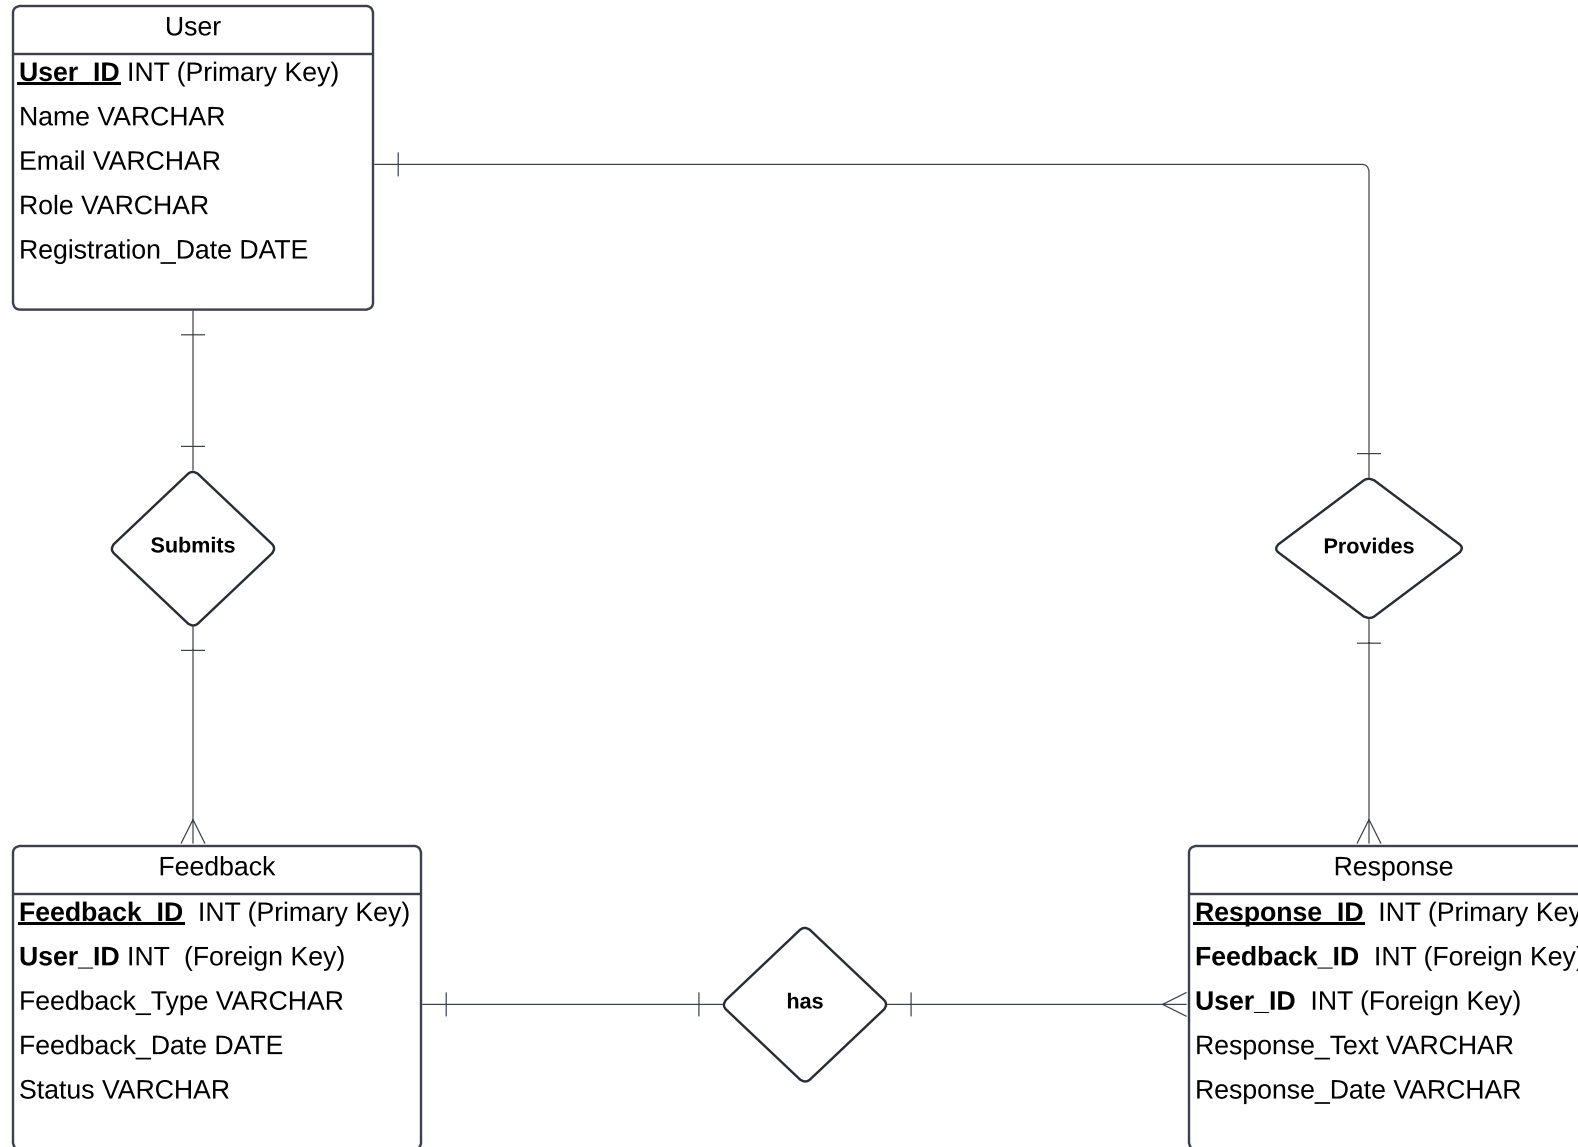 User
User_ID INT (Primary Key)
Name VARCHAR
Email VARCHAR
Role VARCHAR
Registration_Date DATE
Submits
Provides
Feedback
Feedback_ID INT (Primary Key)
User_ID INT (Foreign Key)
Feedback_Type VARCHAR
Feedback_Date DATE
Status VARCHAR
has
Response
Response_ID INT (Primary Key
Feedback_ID INT (Foreign Key)
User_ID INT (Foreign Key)
Response_Text VARCHAR
Response_Date VARCHAR